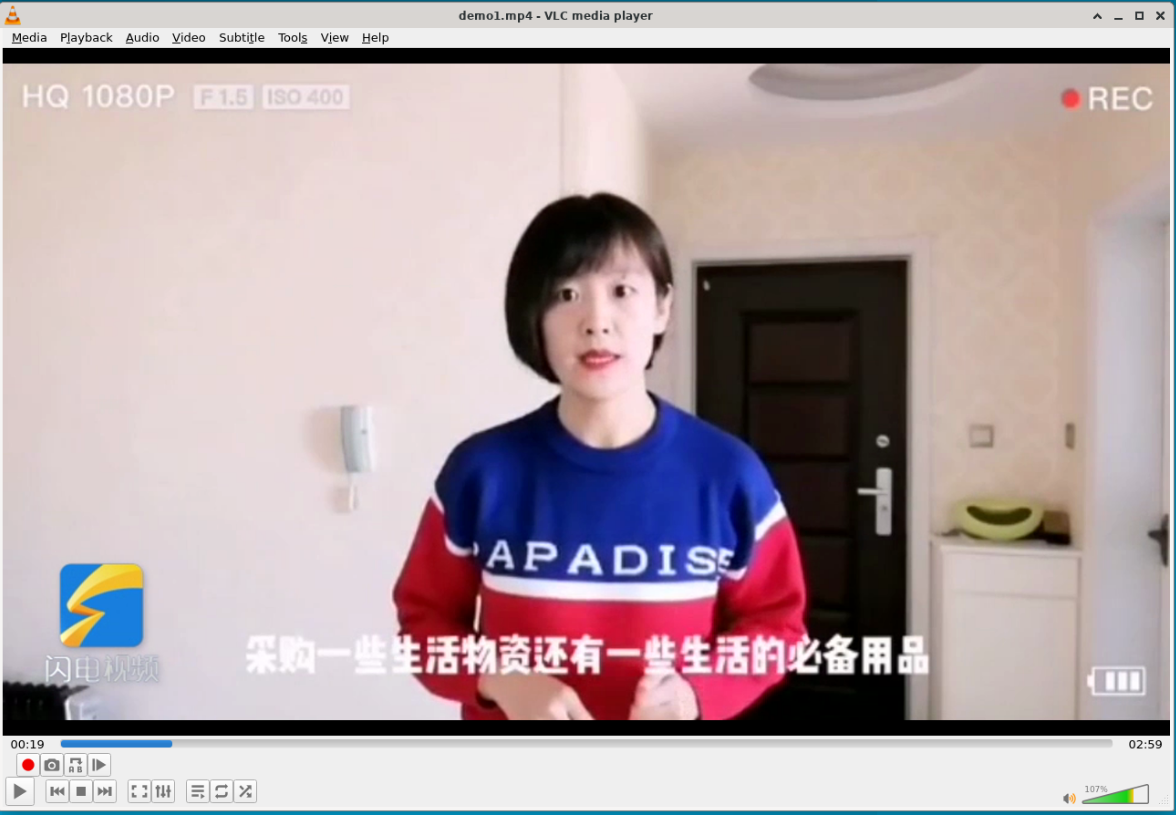 demo1.mp4 - VLC media player
Media Playback Audio Video Subtitle Tools View Help
HQ 1080P F 1.5 ISO 400
REC
APADISE
闪电视频
采购一些生活物资还有一些生活的必备用品
00:19
02:59
107%